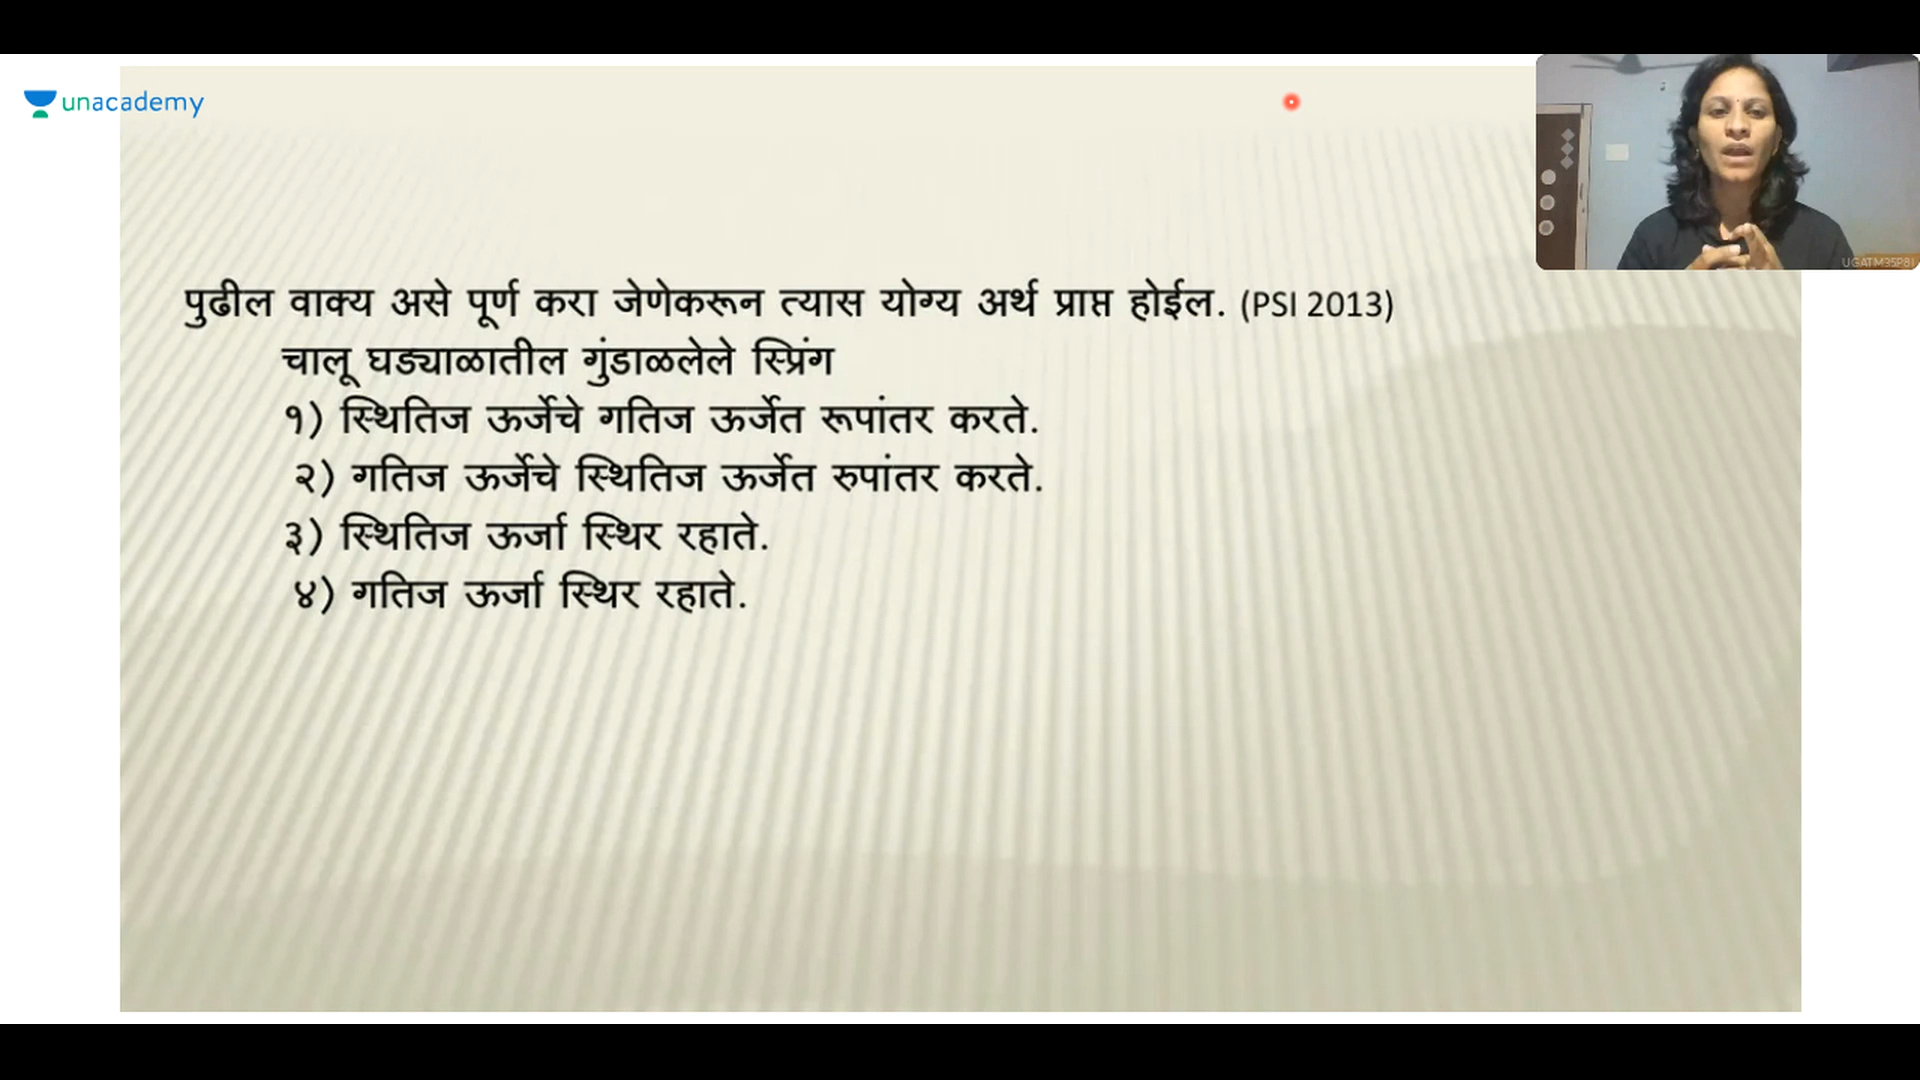 unacademy
पुढील वाक्य असे पूर्ण करा जेणेकरून त्यास योग्य अर्थ प्राप्त होईल. (PSI 2013)
चालू घड्याळातील गुंडाळलेले स्प्रिंग
१) स्थितिज ऊर्जेचे गतिज ऊर्जेत रूपांतर करते.
२) गतिज ऊर्जेचे स्थितिज ऊर्जेत रुपांतर करते.
३) स्थितिज ऊर्जा स्थिर रहाते.
४) गतिज ऊर्जा स्थिर रहाते.